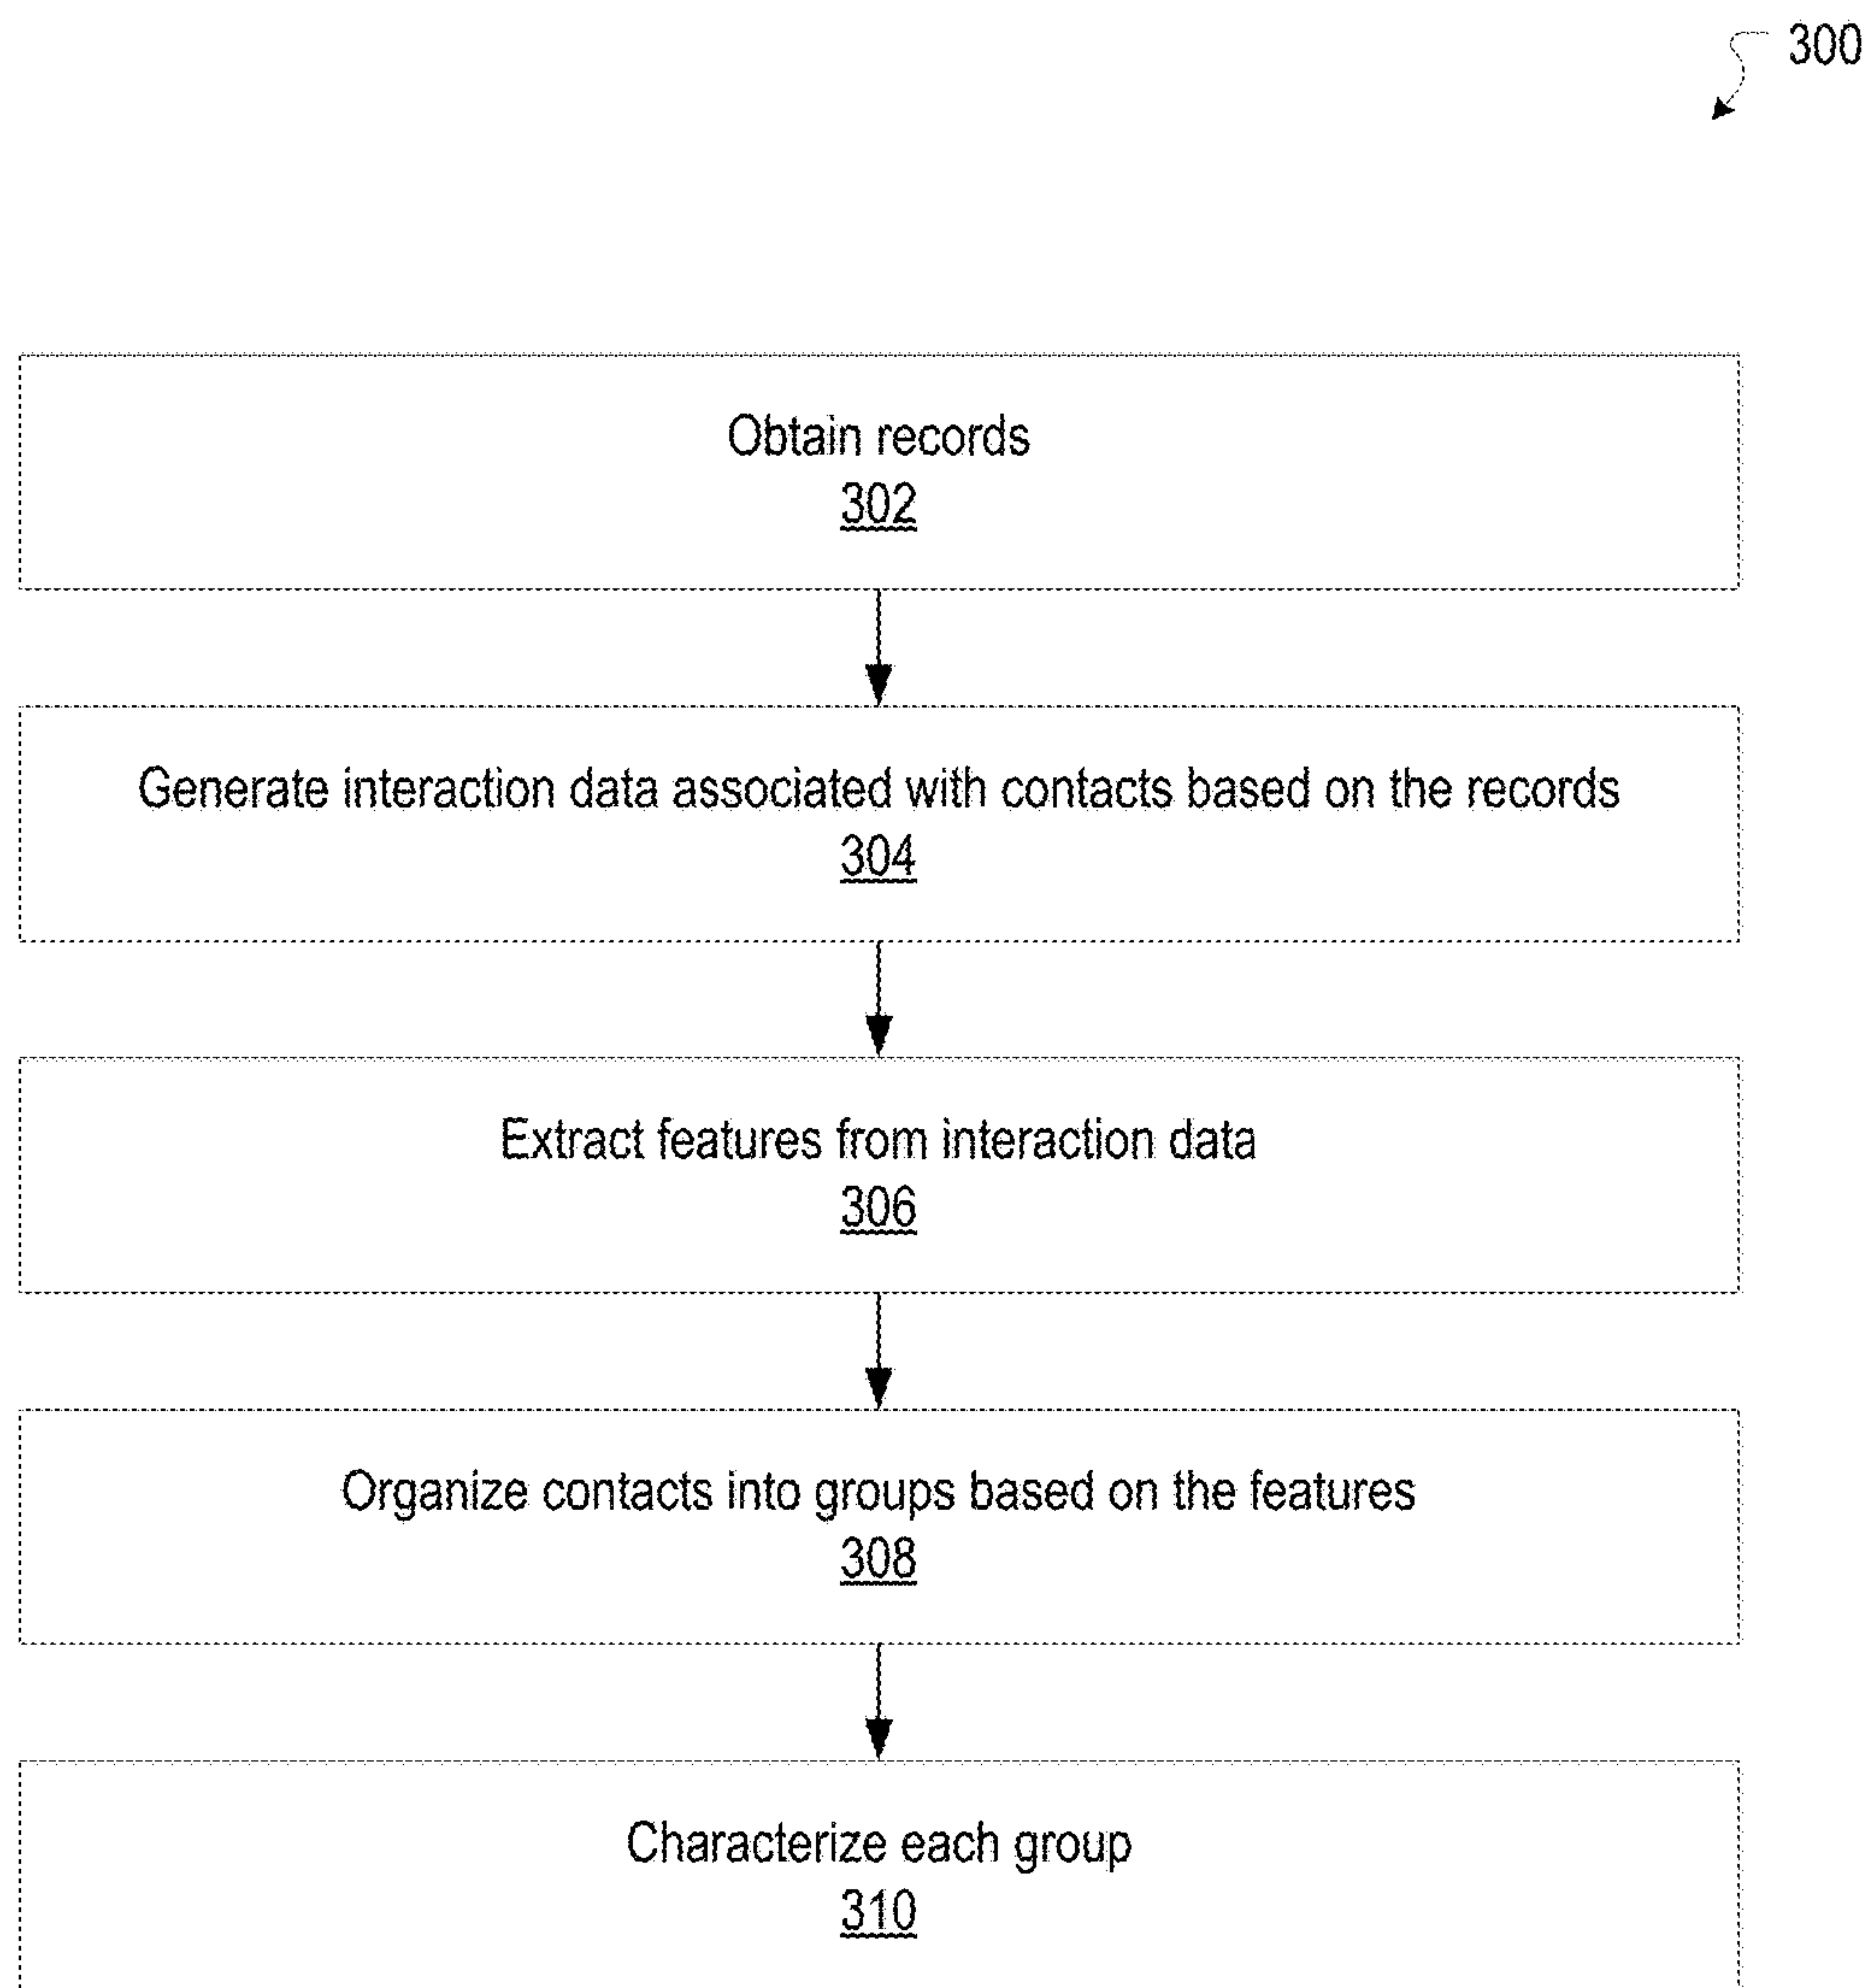 300
Obtain records
302
Generate interaction data associated with contacts based on the records
304
Extract features from interaction data
306
Organize contacts into groups based on the features
308
Characterize each group
310